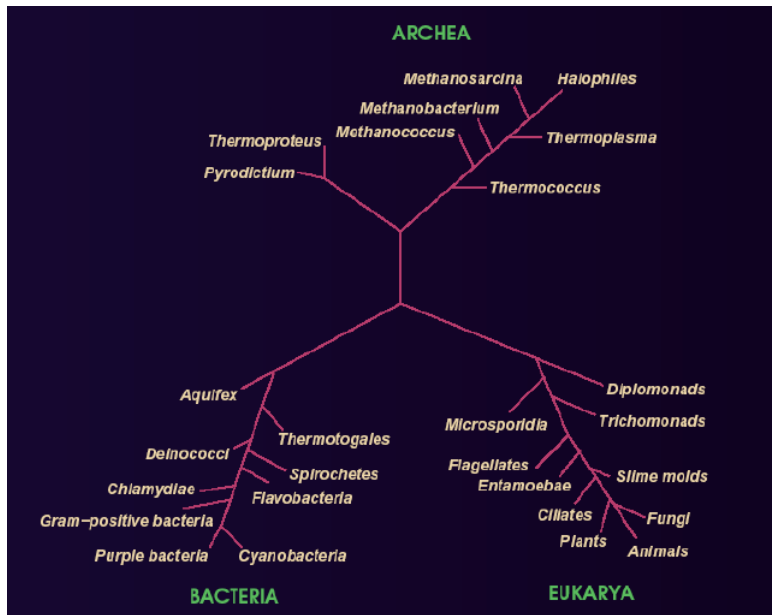 ARCHEA
Methanosarcina
Halophiles
Methanobacterium
Methanococcus
Thermoplasma
Thermoproteus
Pyrodictium
Thermococcus
Aquifex
Diplomonads
Microsporidia
Trichomonads
Thermotogales
Deinococci
Flagellates
Spirochetes
Slime molds
Entamoebae
Chlamydiae
Flavobacteria
Ciliates
Gram-positive bacteria
Fungi
Plants
Purple bacteria
Cyanobacteria
Animals
BACTERIA
EUKARYA